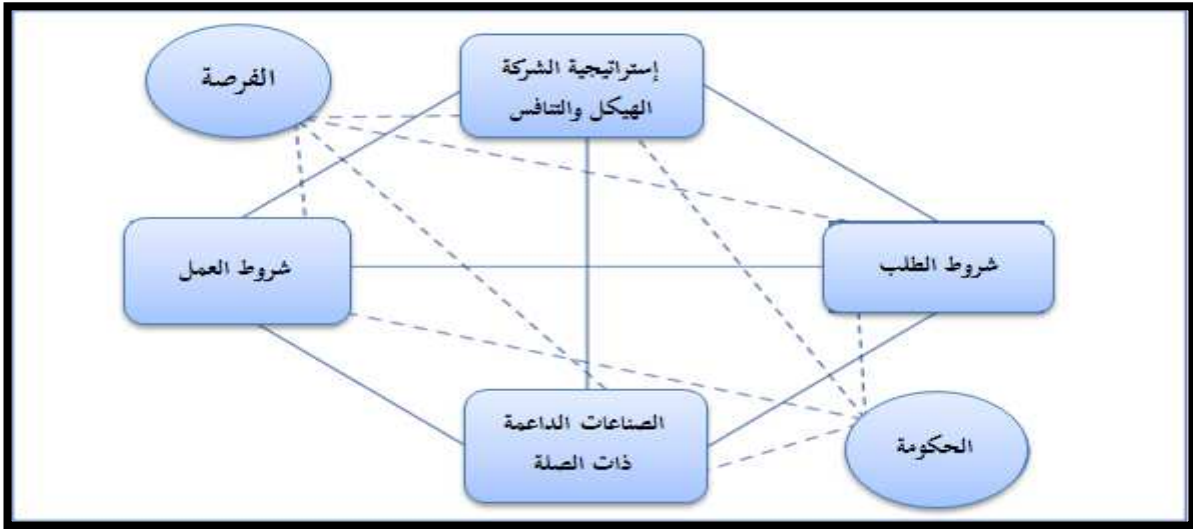 الفرصة
إستراتيجية الشركة
الهيكل والتنافس
شروط الطلب
شروط العمل
الصناعات الداعمة
ذات الصلة
الحكومة